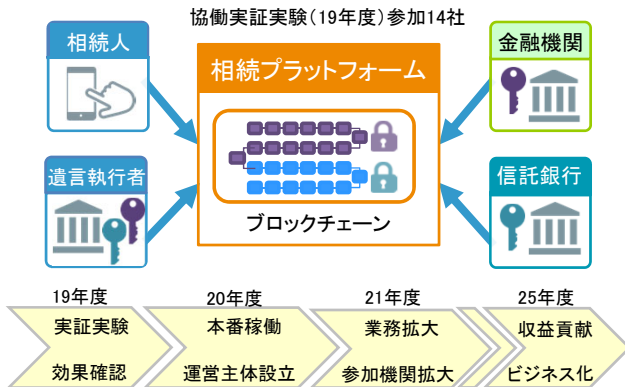 協働実証実験(19年度)参加14社
相続人
相続プラットフォーム
金融機関
遺言執行者
信託銀行
ブロックチェーン
19年度
20年度
21年度
25年度
実証実験
本番稼働
業務拡大
収益貢献
効果確認
運営主体設立
参加機関拡大
ビジネス化